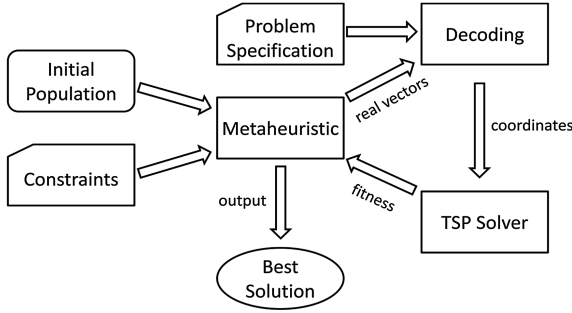 Problem
Specification
Decoding
Initial
Population
real vectors
Metaheuristic
coordinates
Constraints
fitness
output
TSP Solver
Best
Solution